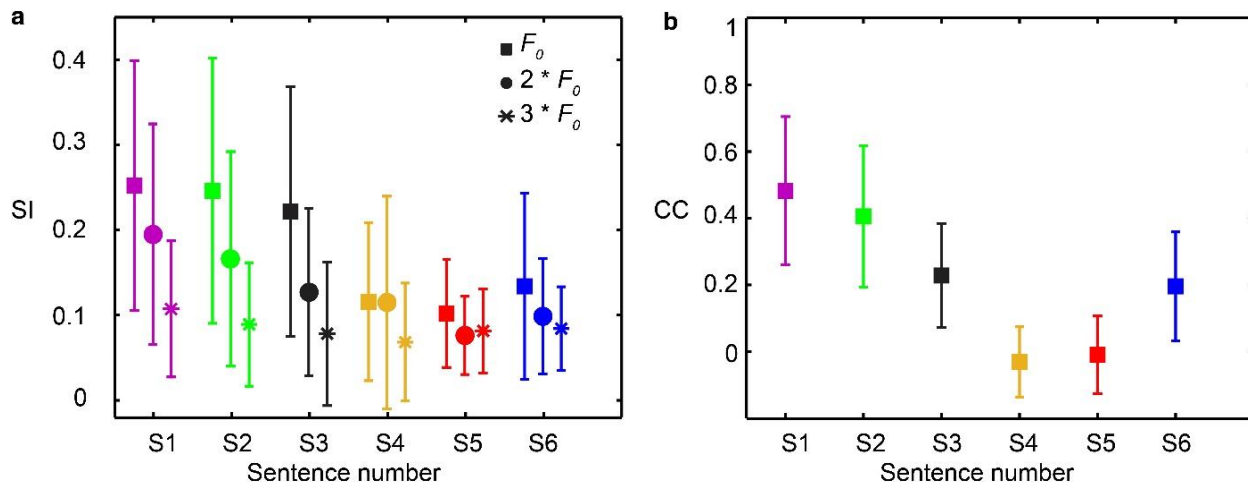 a
SI
0.4
0.3
0.2
0.1
0
F0
2 * F0
3 * F0
S1 S2 S3 S4 S5 S6
Sentence number
b
CC
1
0.8
0.6
0.4
0.2
0
S1 S2 S3 S4 S5 S6
Sentence number